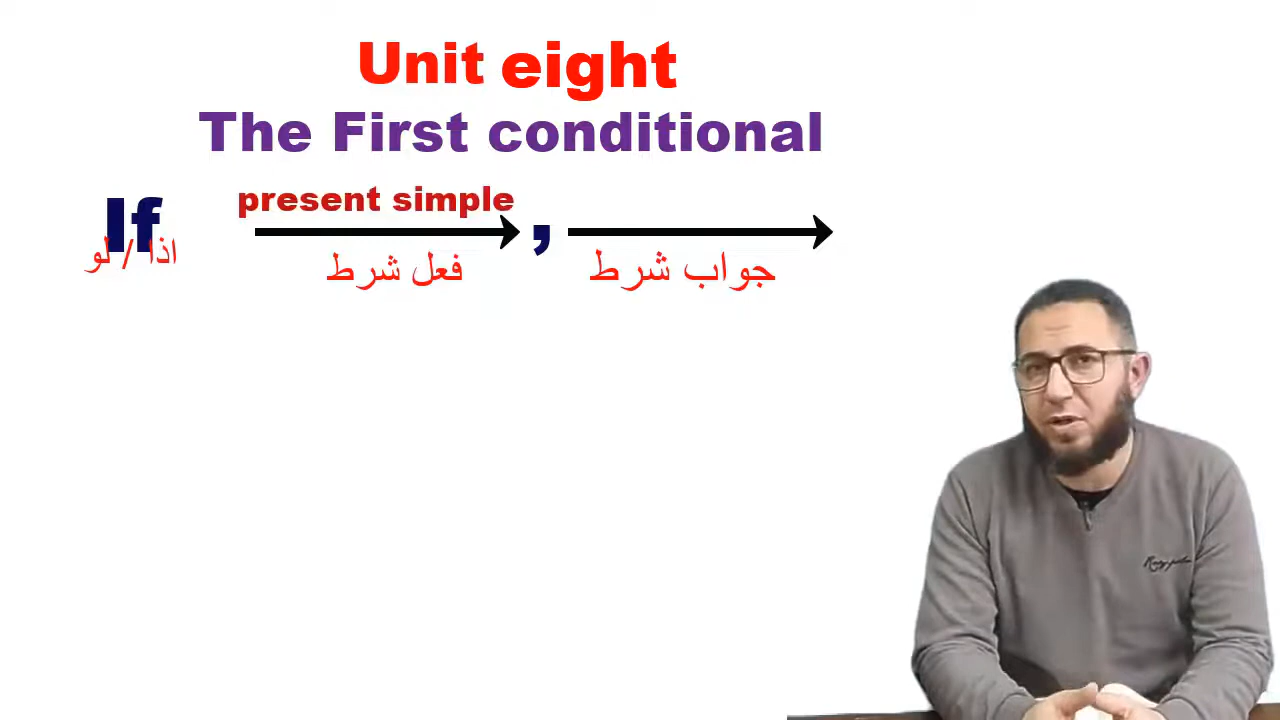 Unit eight
The First conditional
present simple
If ,
اذا / لو
فعل شرط
جواب شرط